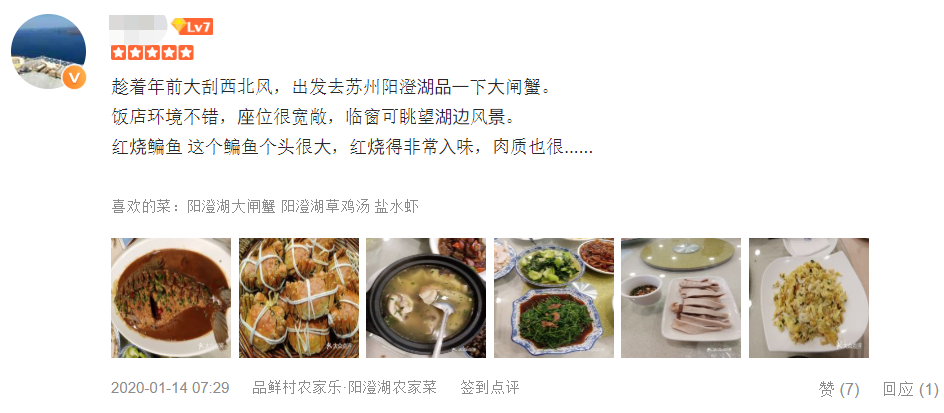 Lv7
趁着年前大刮西北风，出发去苏州阳澄湖品一下大闸蟹。
饭店环境不错，座位很宽敞，临窗可眺望湖边风景。
红烧鳊鱼 这个鳊鱼个头很大，红烧得非常入味，肉质也很......
喜欢的菜：阳澄湖大闸蟹 阳澄湖草鸡汤 盐水虾
2020-01-14 07:29 品鲜村农家乐·阳澄湖农家菜 签到点评 赞 (7) 回应 (1)